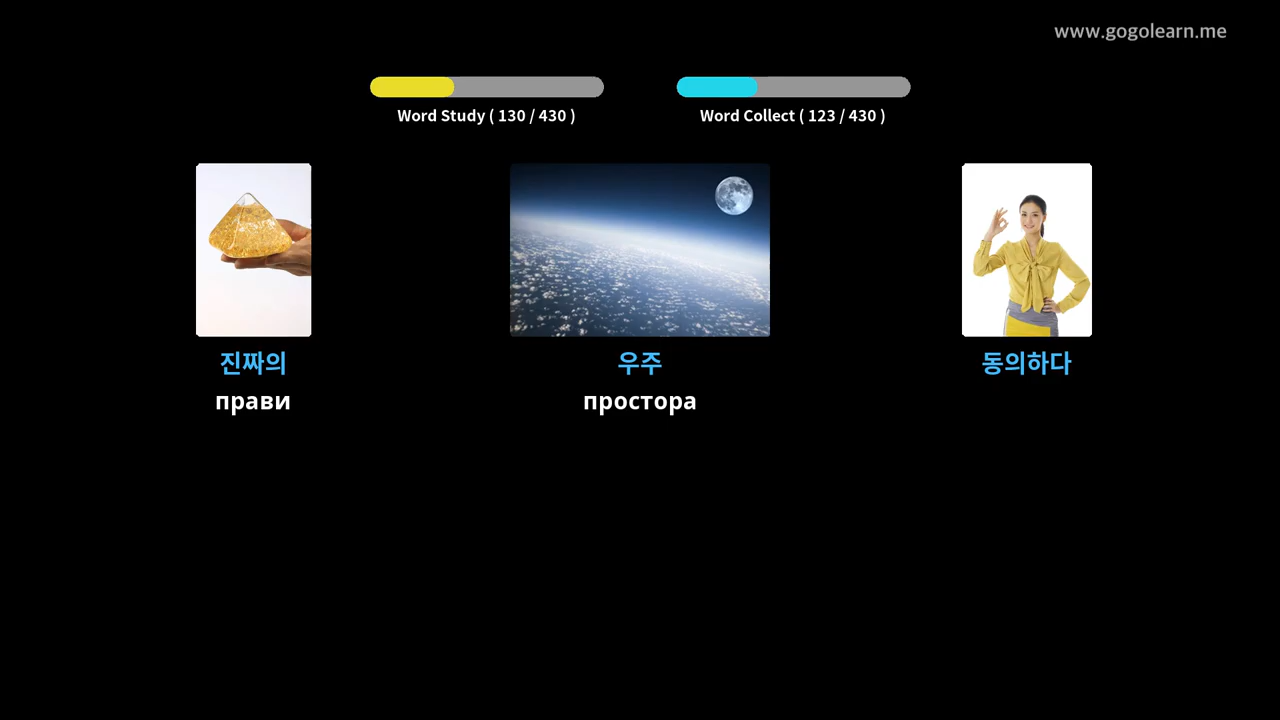 www.gogolearn.me
Word Study ( 130 / 430 )
Word Collect ( 123 / 430 )
진짜의
우주
동의하다
прави
простора